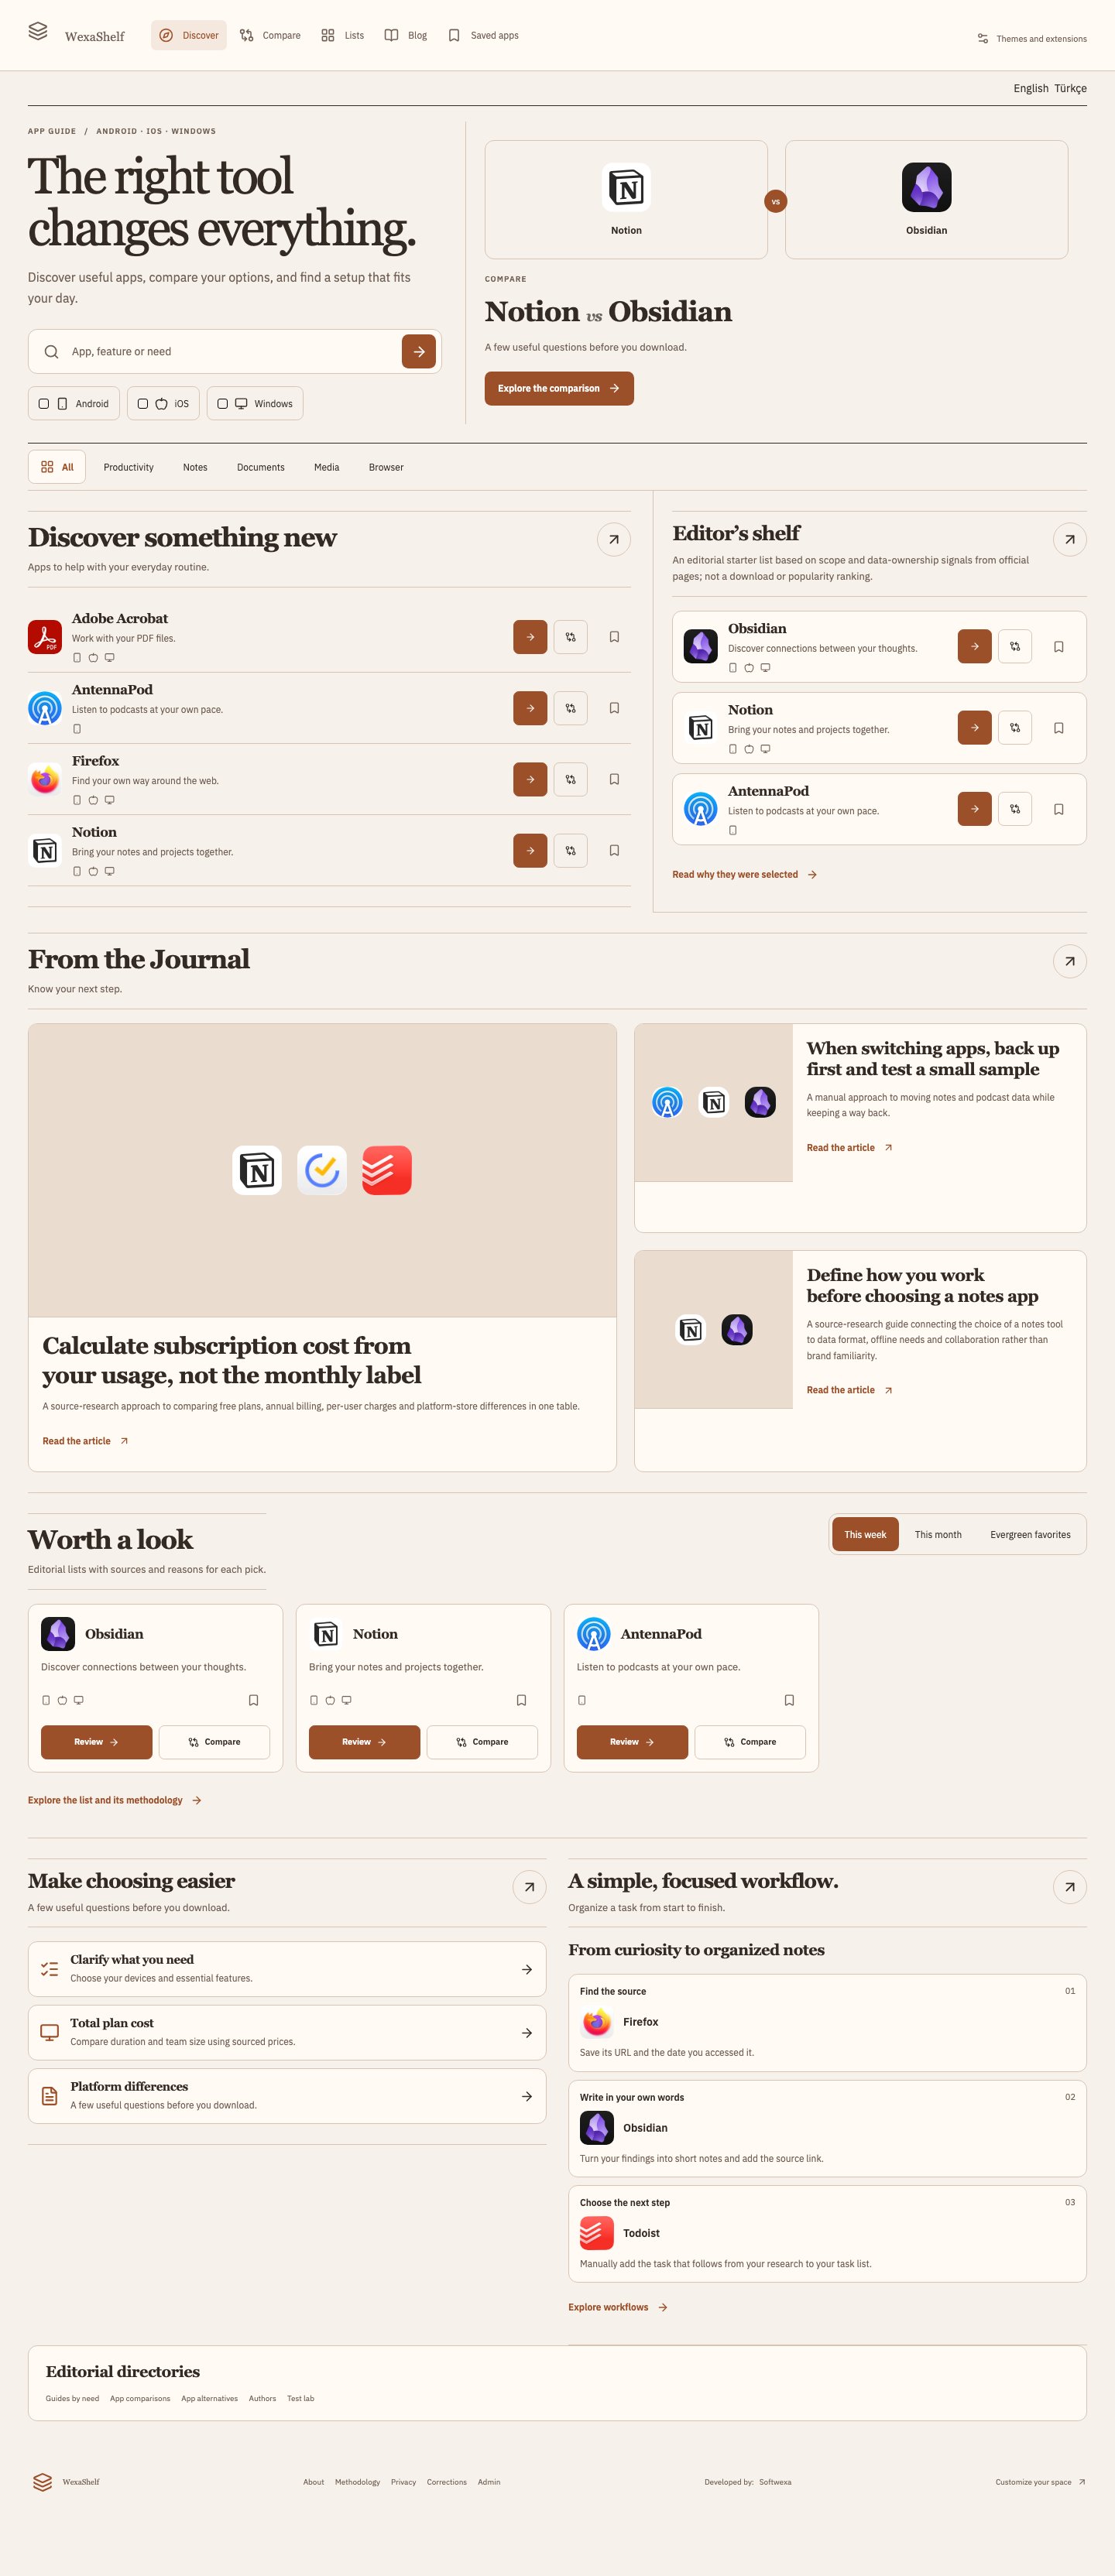 WexaShelf
Discover
Compare
Lists
Blog
Saved apps
Themes and extensions
English Türkçe
APP GUIDE / ANDROID · IOS · WINDOWS
The right tool
changes everything.
Discover useful apps, compare your options, and find a setup that fits
your day.
App, feature or need
Android
iOS
Windows
Notion
vs
Obsidian
COMPARE
Notion vs Obsidian
A few useful questions before you download.
Explore the comparison
All
Productivity
Notes
Documents
Media
Browser
Discover something new
Apps to help with your everyday routine.
Adobe Acrobat
Work with your PDF files.
PDF
AntennaPod
Listen to podcasts at your own pace.
Firefox
Find your own way around the web.
Notion
Bring your notes and projects together.
Editor’s shelf
An editorial starter list based on scope and data-ownership signals from official
pages; not a download or popularity ranking.
Obsidian
Discover connections between your thoughts.
Notion
Bring your notes and projects together.
AntennaPod
Listen to podcasts at your own pace.
Read why they were selected
From the Journal
Know your next step.
Calculate subscription cost from
your usage, not the monthly label
A source-research approach to comparing free plans, annual billing, per-user charges and platform-store differences in one table.
Read the article
When switching apps, back up
first and test a small sample
A manual approach to moving notes and podcast data while
keeping a way back.
Read the article
Define how you work
before choosing a notes app
A source-research guide connecting the choice of a notes tool
to data format, offline needs and collaboration rather than
brand familiarity.
Read the article
Worth a look
Editorial lists with sources and reasons for each pick.
This week
This month
Evergreen favorites
Obsidian
Discover connections between your thoughts.
Review
Compare
Notion
Bring your notes and projects together.
Review
Compare
AntennaPod
Listen to podcasts at your own pace.
Review
Compare
Explore the list and its methodology
Make choosing easier
A few useful questions before you download.
Clarify what you need
Choose your devices and essential features.
Total plan cost
Compare duration and team size using sourced prices.
Platform differences
A few useful questions before you download.
A simple, focused workflow.
Organize a task from start to finish.
From curiosity to organized notes
Find the source
01
Firefox
Save its URL and the date you accessed it.
Write in your own words
02
Obsidian
Turn your findings into short notes and add the source link.
Choose the next step
03
Todoist
Manually add the task that follows from your research to your task list.
Explore workflows
Editorial directories
Guides by need
App comparisons
App alternatives
Authors
Test lab
WexaShelf
About
Methodology
Privacy
Corrections
Admin
Developed by: Softwexa
Customize your space